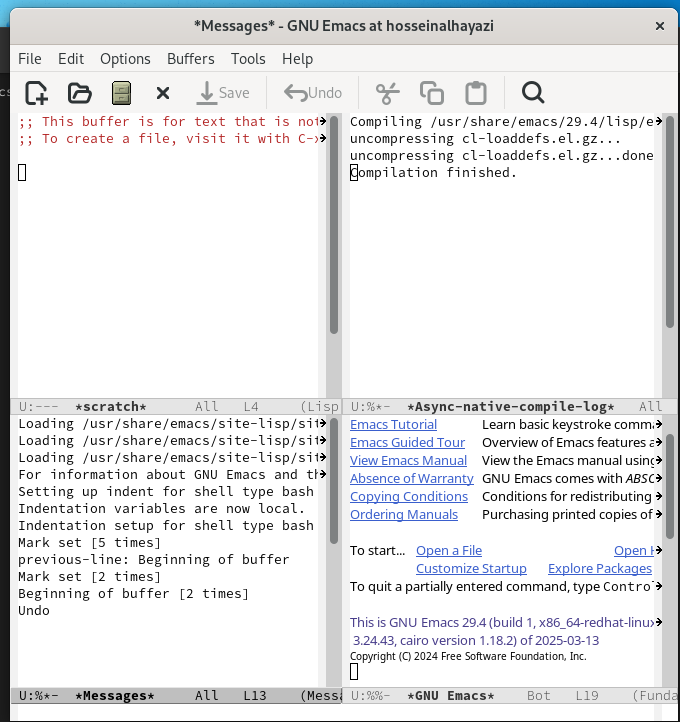 *Messages* - GNU Emacs at hosseinalhayazi
File Edit Options Buffers Tools Help
Save Undo
;; This buffer is for text that is not
;; To create a file, visit it with C-x
U:--- *scratch* All L4 (Lisp
Compiling /usr/share/emacs/29.4/lisp/e
uncompressing cl-loaddefs.el.gz...
uncompressing cl-loaddefs.el.gz...done
Compilation finished.
U:%*- *Async-native-compile-log* All
Loading /usr/share/emacs/site-lisp/sit
Loading /usr/share/emacs/site-lisp/sit
Loading /usr/share/emacs/site-lisp/sit
For information about GNU Emacs and th
Setting up indent for shell type bash
Indentation variables are now local.
Indentation setup for shell type bash
Mark set [5 times]
previous-line: Beginning of buffer
Mark set [2 times]
Beginning of buffer [2 times]
Undo
U:%*- *Messages* All L13 (Messa
Emacs Tutorial Learn basic keystroke comm
Emacs Guided Tour Overview of Emacs features a
View Emacs Manual View the Emacs manual using
Absence of Warranty GNU Emacs comes with ABSO
Copying Conditions Conditions for redistributing
Ordering Manuals Purchasing printed copies of
To start... Open a File Open H
Customize Startup Explore Packages
To quit a partially entered command, type Control
This is GNU Emacs 29.4 (build 1, x86_64-redhat-linux
3.24.43, cairo version 1.18.2) of 2025-03-13
Copyright (C) 2024 Free Software Foundation, Inc.
U:%%- *GNU Emacs* Bot L19 (Funda